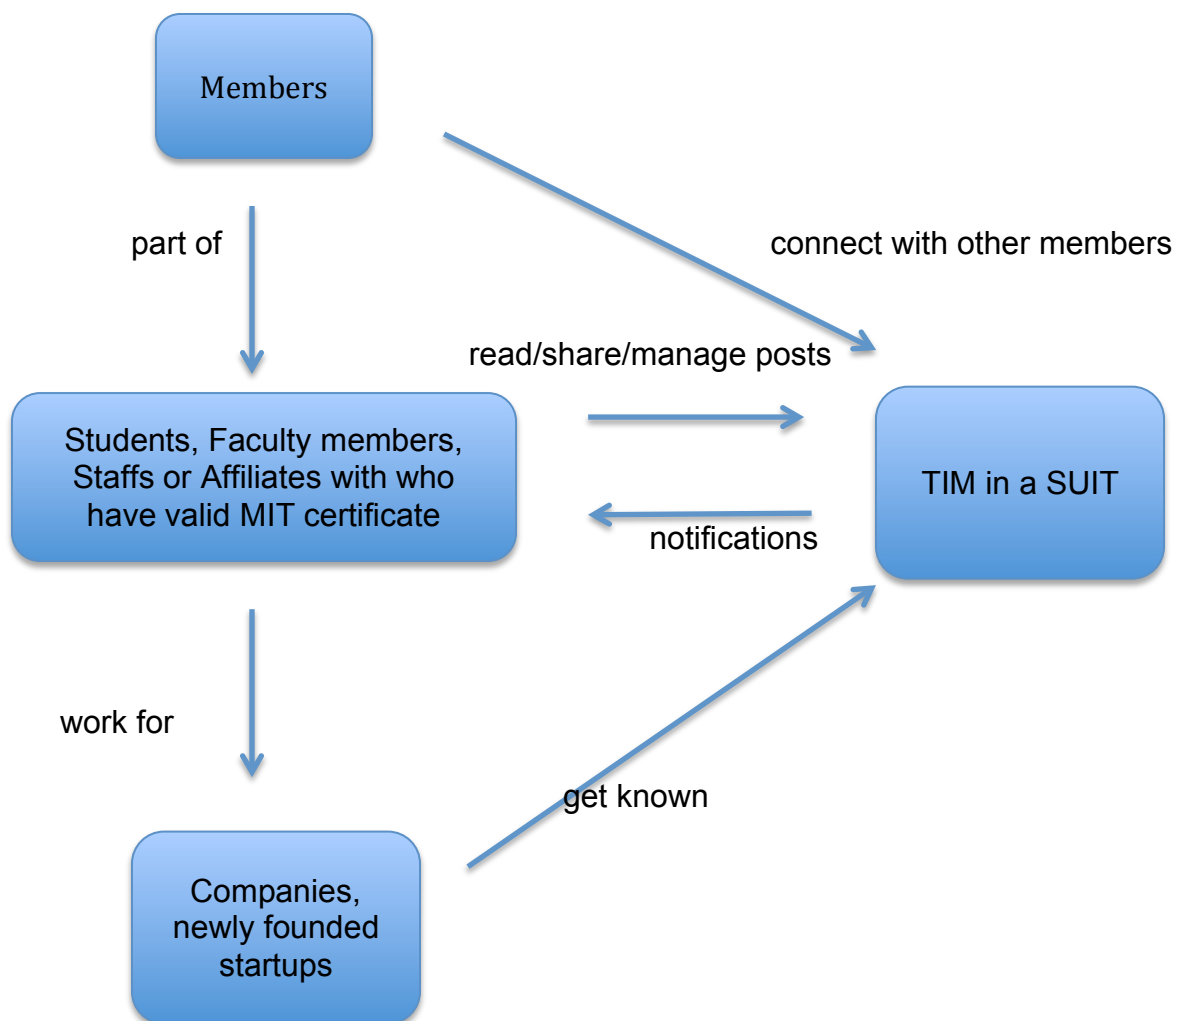 Members
part of
connect with other members
read/share/manage posts
Students, Faculty members,
Staffs or Affiliates with who
have valid MIT certificate
TIM in a SUIT
notifications
work for
get known
Companies,
newly founded
startups